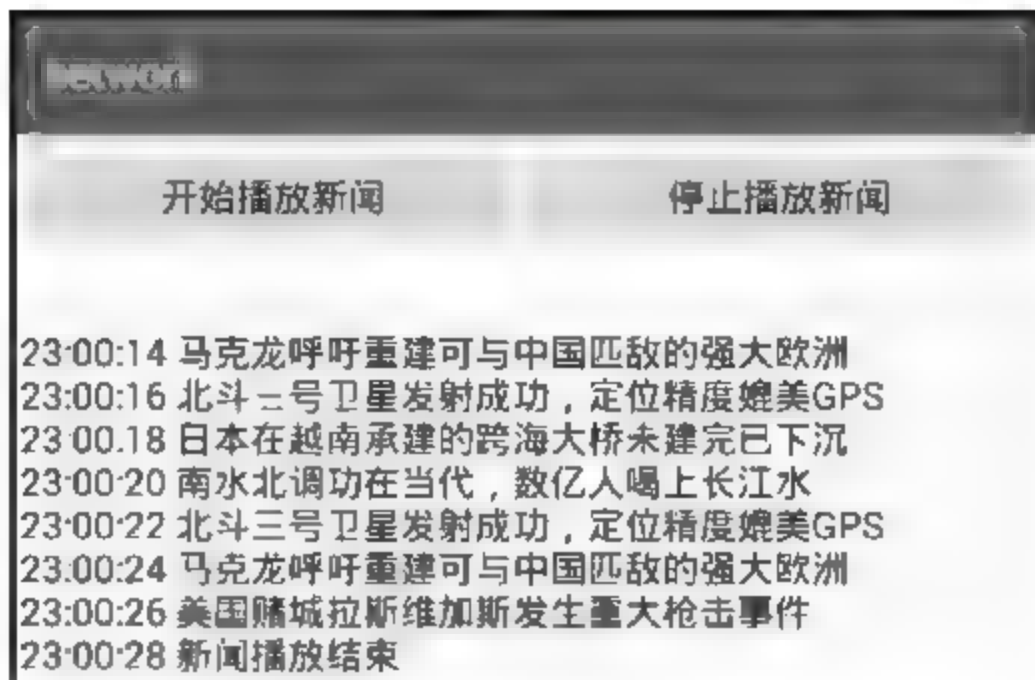 开始播放新闻 停止播放新闻
23:00:14 马克龙呼吁重建可与中国匹敌的强大欧洲
23:00:16 北斗三号卫星发射成功，定位精度媲美GPS
23:00:18 日本在越南承建的跨海大桥未建完已下沉
23:00:20 南水北调功在当代，数亿人喝上长江水
23:00:22 北斗三号卫星发射成功，定位精度媲美GPS
23:00:24 马克龙呼吁重建可与中国匹敌的强大欧洲
23:00:26 美国赌城拉斯维加斯发生重大枪击事件
23:00:28 新闻播放结束